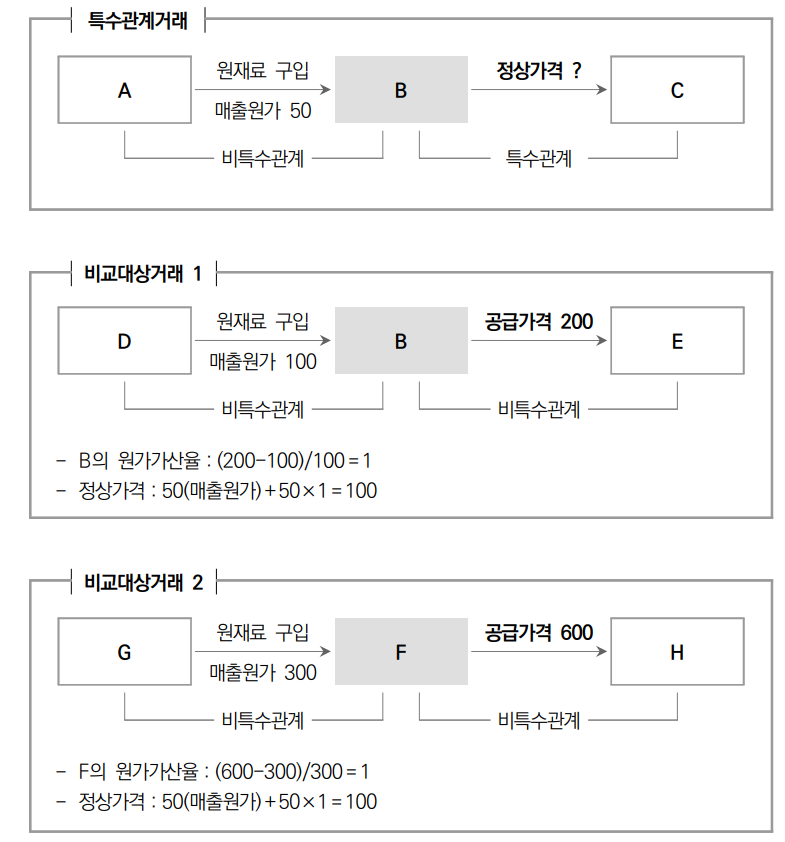 특수관계거래
A
원재료 구입
매출원가 50
B
정상가격 ?
C
비특수관계
특수관계
비교대상거래 1
D
원재료 구입
매출원가 100
B
공급가격 200
E
비특수관계
비특수관계
- B의 원가가산율 : (200-100)/100=1
- 정상가격 : 50(매출원가)+50×1=100
비교대상거래 2
G
원재료 구입
매출원가 300
F
공급가격 600
H
비특수관계
비특수관계
- F의 원가가산율 : (600-300)/300=1
- 정상가격 : 50(매출원가)+50×1=100